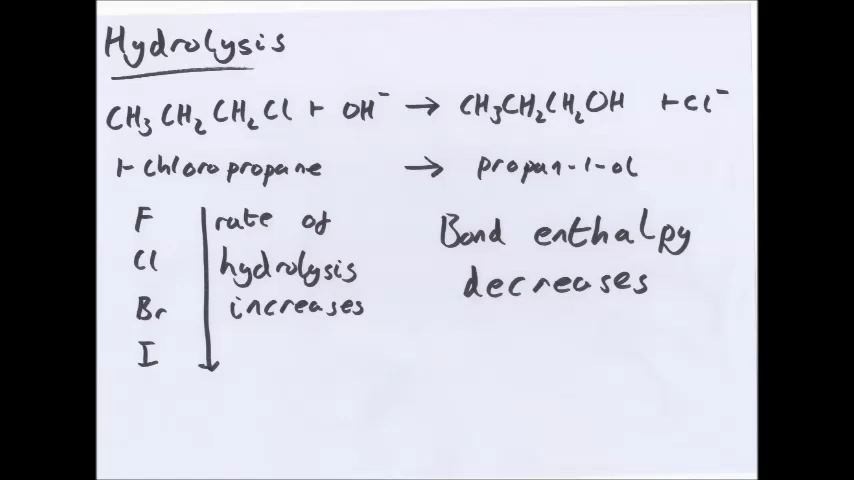 Hydrolysis
CH₃CH₂CH₂Cl + OH⁻ → CH₃CH₂CH₂OH + Cl⁻
1-chloropropane → propan-1-ol
F rate of Bond enthalpy
Cl hydrolysis decreases
Br increases
I